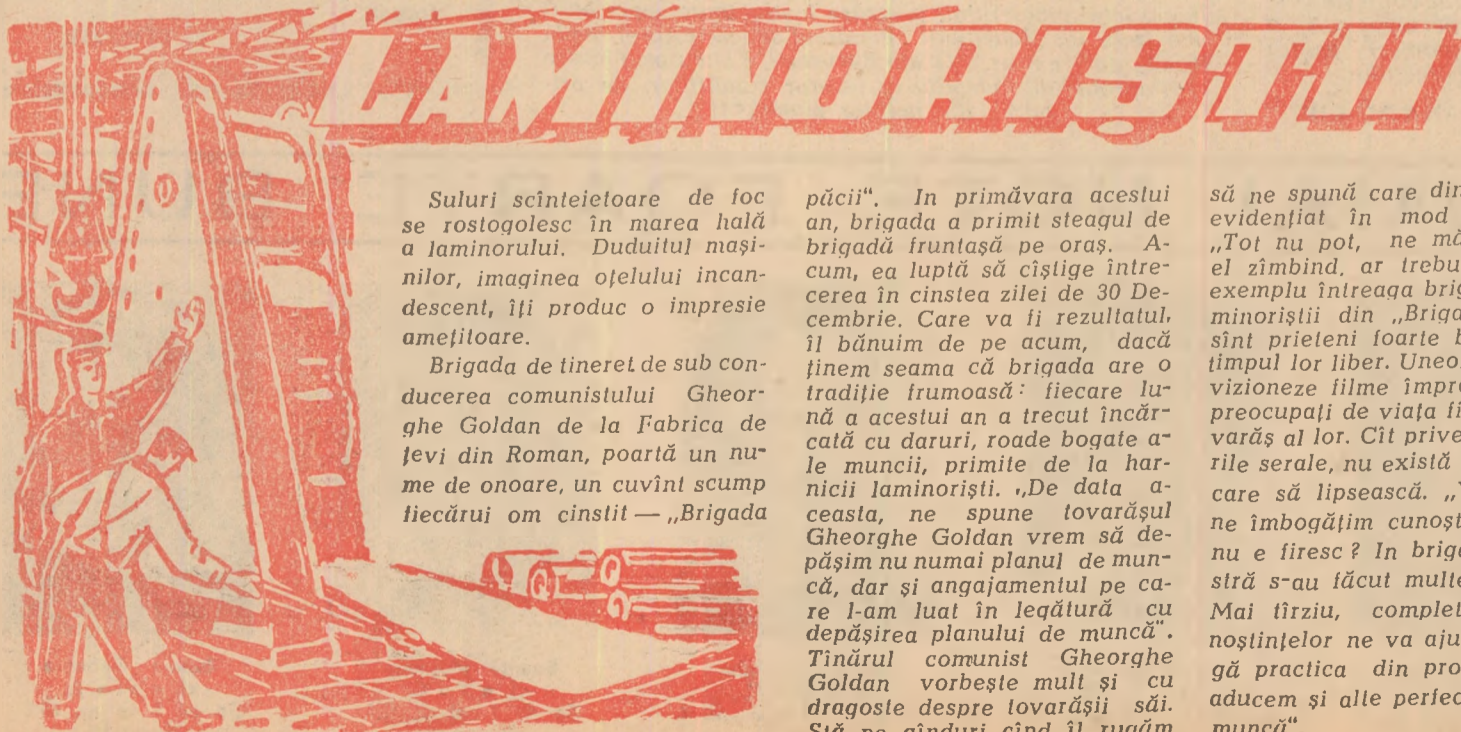 LAMINORIȘTII
Suluri scînteietoare de foc
se rostogolesc în marea hală
a laminorului. Duduitul mași-
nilor, imaginea oțelului incan-
descent, îți produc o impresie
amețitoare.
Brigada de tineret de sub con-
ducerea comunistului Gheor-
ghe Goldan de la Fabrica de
țevi din Roman, poartă un nu-
me de onoare, un cuvînt scump
fiecărui om cinstit — „Brigada
păcii". In primăvara acestui
an, brigada a primit steagul de
brigadă fruntașă pe oraș. A-
cum, ea luptă să cîștige între-
cerea în cinstea zilei de 30 De-
cembrie. Care va fi rezultatul,
îl bănuim de pe acum, dacă
ținem seama că brigada are o
tradiție frumoasă: fiecare lu-
nă a acestui an a trecut încăr-
cată cu daruri, roade bogate a-
le muncii, primite de la har-
nicii laminoriști. „De data a-
ceasta, ne spune tovarășul
Gheorghe Goldan vrem să de-
pășim nu numai planul de mun-
că, dar și angajamentul pe ca-
re l-am luat în legătură cu
depășirea planului de muncă".
Tînărul comunist Gheorghe
Goldan vorbește mult și cu
dragoste despre tovarășii săi.
Stă pe gînduri cînd îl rugăm
să ne spună care din
evidențiat în mod
„Tot nu pot, ne mă
el zîmbind, ar trebu
exemplu întreaga brig
minoriștii din „Briga
sînt prieteni foarte b
timpul lor liber. Uneo
vizioneze filme împre
preocupați de viața fi
varăș al lor. Cît prive
rile serale, nu există
care să lipsească.
ne îmbogățim cunoșt
nu e firesc? In briga
stră s-au făcut multe
Mai tîrziu, complet
noștințelor ne va aju
gă practica din pro
aducem și alte perfec
muncă"